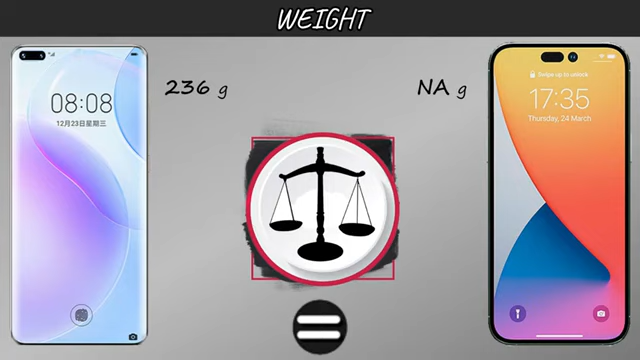 WEIGHT
236 g
NA g
08:08
12月23日星期三
Swipe up to unlock
17:35
Thursday, 24 March